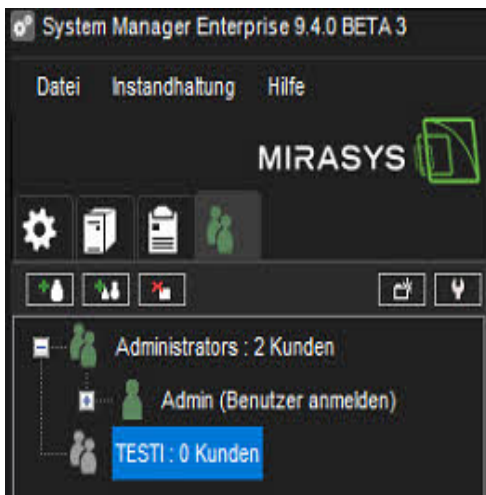 System Manager Enterprise 9.4.0 BETA 3
Datei Instandhaltung Hilfe
MIRASYS
Administrators : 2 Kunden
Admin (Benutzer anmelden)
TESTI : 0 Kunden